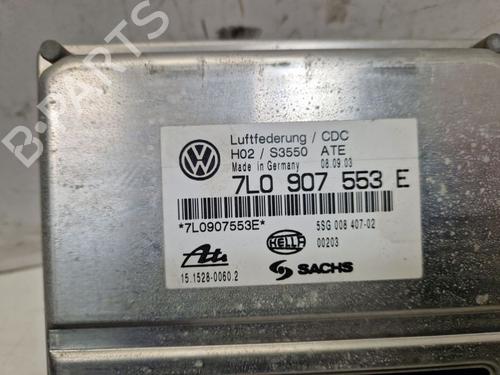 B-PARTS
Luftfederung / CDC
H02 / S3550 ATE
Made in Germany 08.09.03
7L0 907 553 E
*7L0907553E*
5SG 008 407-02
HELLA
00203
Ate
15.1528-0060.2
SACHS